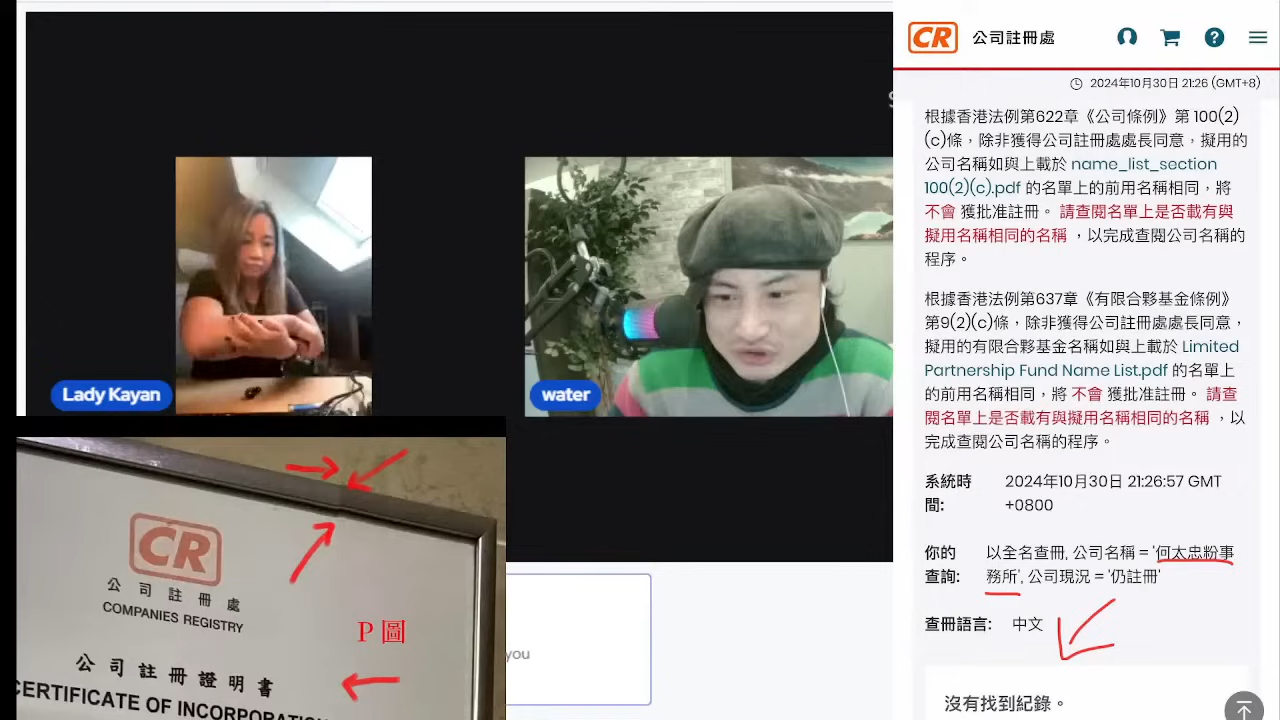 Lady Kayan
water
you
CR
公司註冊處
COMPANIES REGISTRY
P 圖
公司註冊證明書
CERTIFICATE OF INCORPORATION
CR 公司註冊處
2024年10月30日 21:26 (GMT+8)
根據香港法例第622章《公司條例》第 100(2)
(c)條，除非獲得公司註冊處處長同意，擬用的
公司名稱如與上載於 name_list_section
100(2)(c).pdf 的名單上的前用名稱相同，將
不會 獲批准註冊。 請查閱名單上是否載有與
擬用名稱相同的名稱 ，以完成查閱公司名稱的
程序。
根據香港法例第637章《有限合夥基金條例》
第9(2)(c)條，除非獲得公司註冊處處長同意，
擬用的有限合夥基金名稱如與上載於 Limited
Partnership Fund Name List.pdf 的名單上
的前用名稱相同，將 不會 獲批准註冊。 請查
閱名單上是否載有與擬用名稱相同的名稱 ，以
完成查閱公司名稱的程序。
系統時間: 2024年10月30日 21:26:57 GMT
+0800
你的查詢: 以全名查冊, 公司名稱 = '何太忠粉事
務所', 公司現況 = '仍註冊'
查冊語言: 中文
沒有找到紀錄。